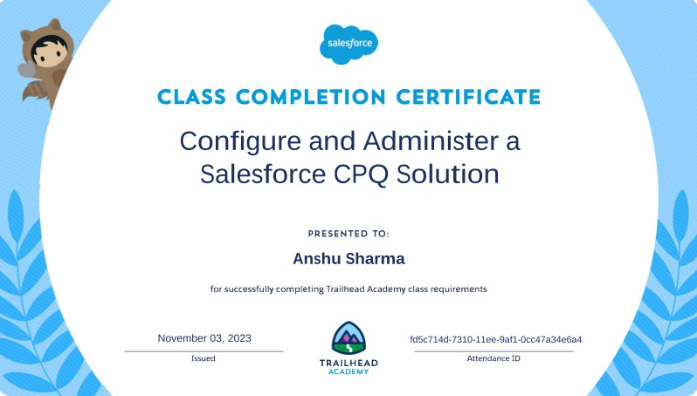 salesforce
CLASS COMPLETION CERTIFICATE
Configure and Administer a
Salesforce CPQ Solution
PRESENTED TO:
Anshu Sharma
for successfully completing Trailhead Academy class requirements
November 03, 2023
Issued
TRAILHEAD
ACADEMY
fd5c714d-7310-11ee-9af1-0cc47a34e6a4
Attendance ID